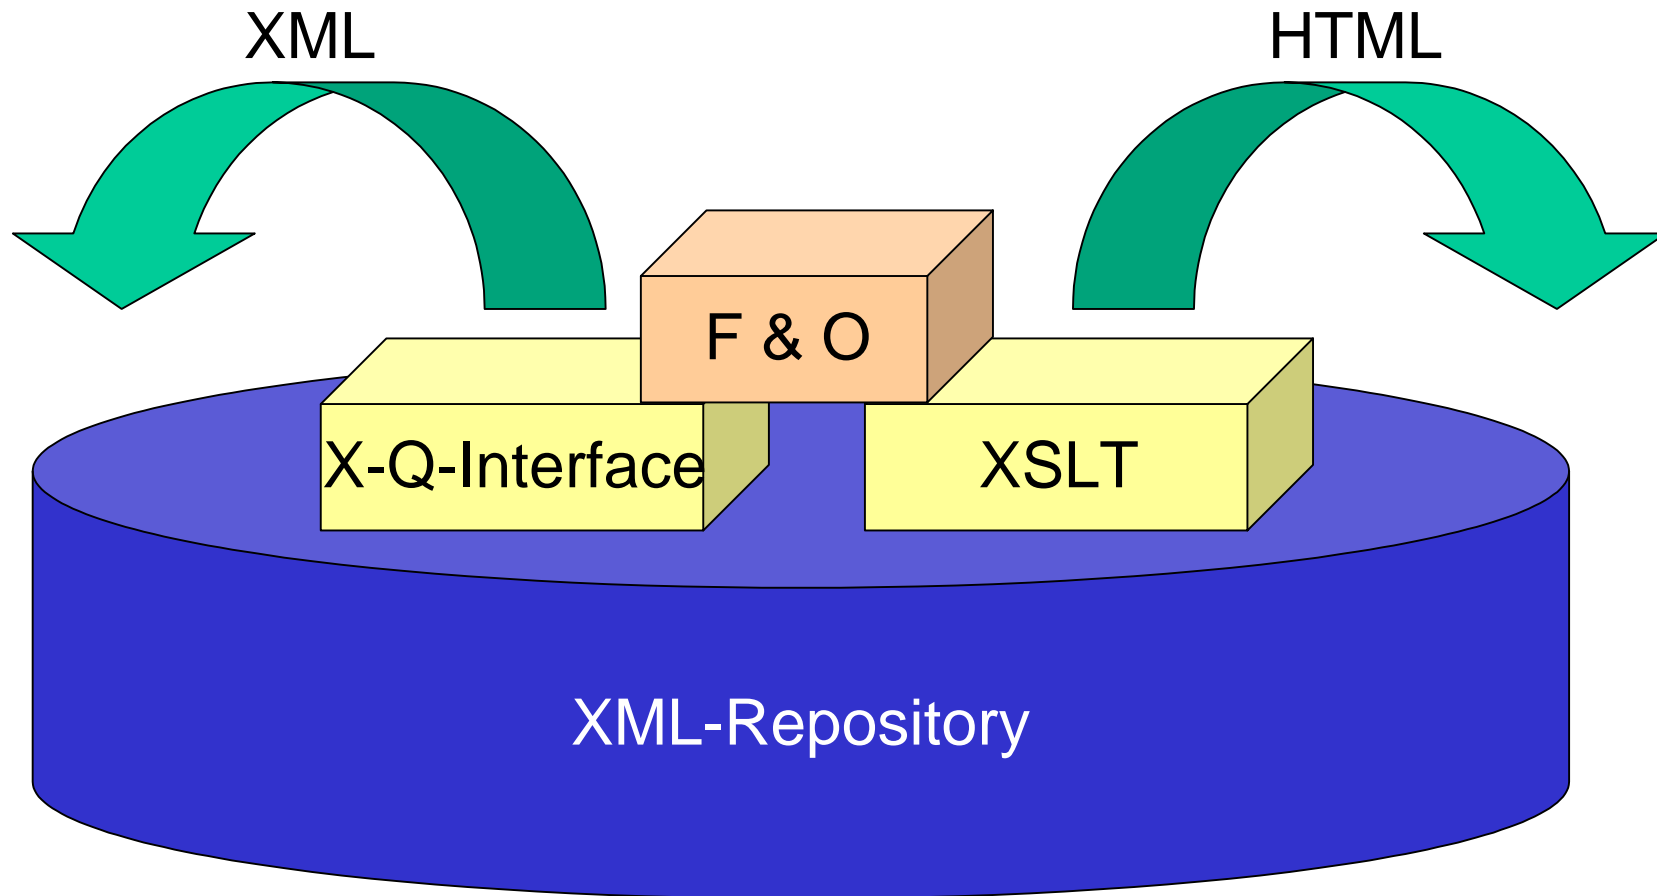 XML
HTML
F & O
X-Q-Interface
XSLT
XML-Repository